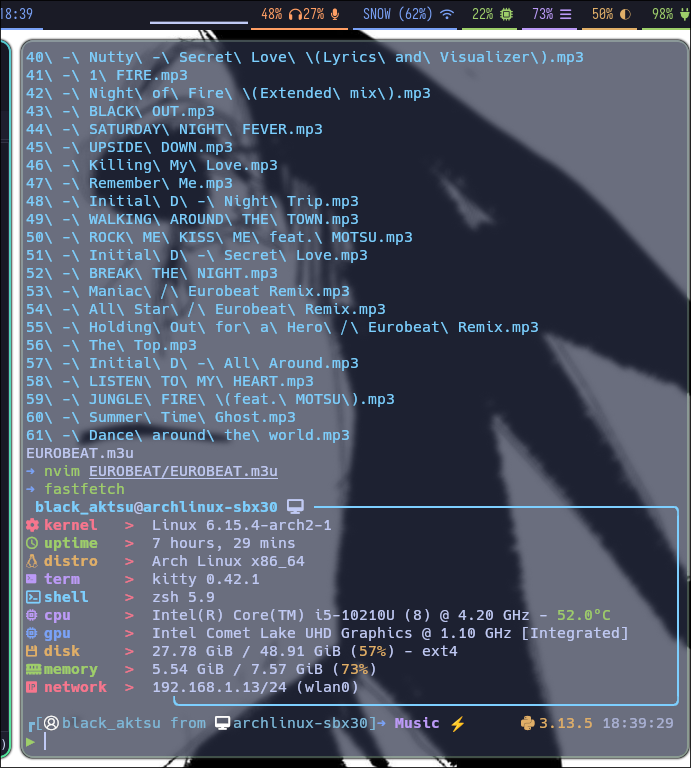 18:39 48% 27% SNOW (62%) 22% 73% 50% 98%
40\ -\ Nutty\ -\ Secret\ Love\ \(Lyrics\ and\ Visualizer\).mp3
41\ -\ 1\ FIRE.mp3
42\ -\ Night\ of\ Fire\ \(Extended\ mix\).mp3
43\ -\ BLACK\ OUT.mp3
44\ -\ SATURDAY\ NIGHT\ FEVER.mp3
45\ -\ UPSIDE\ DOWN.mp3
46\ -\ Killing\ My\ Love.mp3
47\ -\ Remember\ Me.mp3
48\ -\ Initial\ D\ -\ Night\ Trip.mp3
49\ -\ WALKING\ AROUND\ THE\ TOWN.mp3
50\ -\ ROCK\ ME\ KISS\ ME\ feat.\ MOTSU.mp3
51\ -\ Initial\ D\ -\ Secret\ Love.mp3
52\ -\ BREAK\ THE\ NIGHT.mp3
53\ -\ Maniac\ ⧸\ Eurobeat Remix.mp3
54\ -\ All\ Star\ ⧸\ Eurobeat\ Remix.mp3
55\ -\ Holding\ Out\ for\ a\ Hero\ ⧸\ Eurobeat\ Remix.mp3
56\ -\ The\ Top.mp3
57\ -\ Initial\ D\ -\ All\ Around.mp3
58\ -\ LISTEN\ TO\ MY\ HEART.mp3
59\ -\ JUNGLE\ FIRE\ \(feat.\ MOTSU\).mp3
60\ -\ Summer\ Time\ Ghost.mp3
61\ -\ Dance\ around\ the\ world.mp3
EUROBEAT.m3u
➜ nvim EUROBEAT/EUROBEAT.m3u
➜ fastfetch
black_aktsu@archlinux-sbx30
kernel > Linux 6.15.4-arch2-1
uptime > 7 hours, 29 mins
distro > Arch Linux x86_64
term > kitty 0.42.1
shell > zsh 5.9
cpu > Intel(R) Core(TM) i5-10210U (8) @ 4.20 GHz - 52.0°C
gpu > Intel Comet Lake UHD Graphics @ 1.10 GHz [Integrated]
disk > 27.78 GiB / 48.91 GiB (57%) - ext4
memory > 5.54 GiB / 7.57 GiB (73%)
network > 192.168.1.13/24 (wlan0)
╭[black_aktsu from archlinux-sbx30]➜ Music ⚡ 3.13.5 18:39:29
)